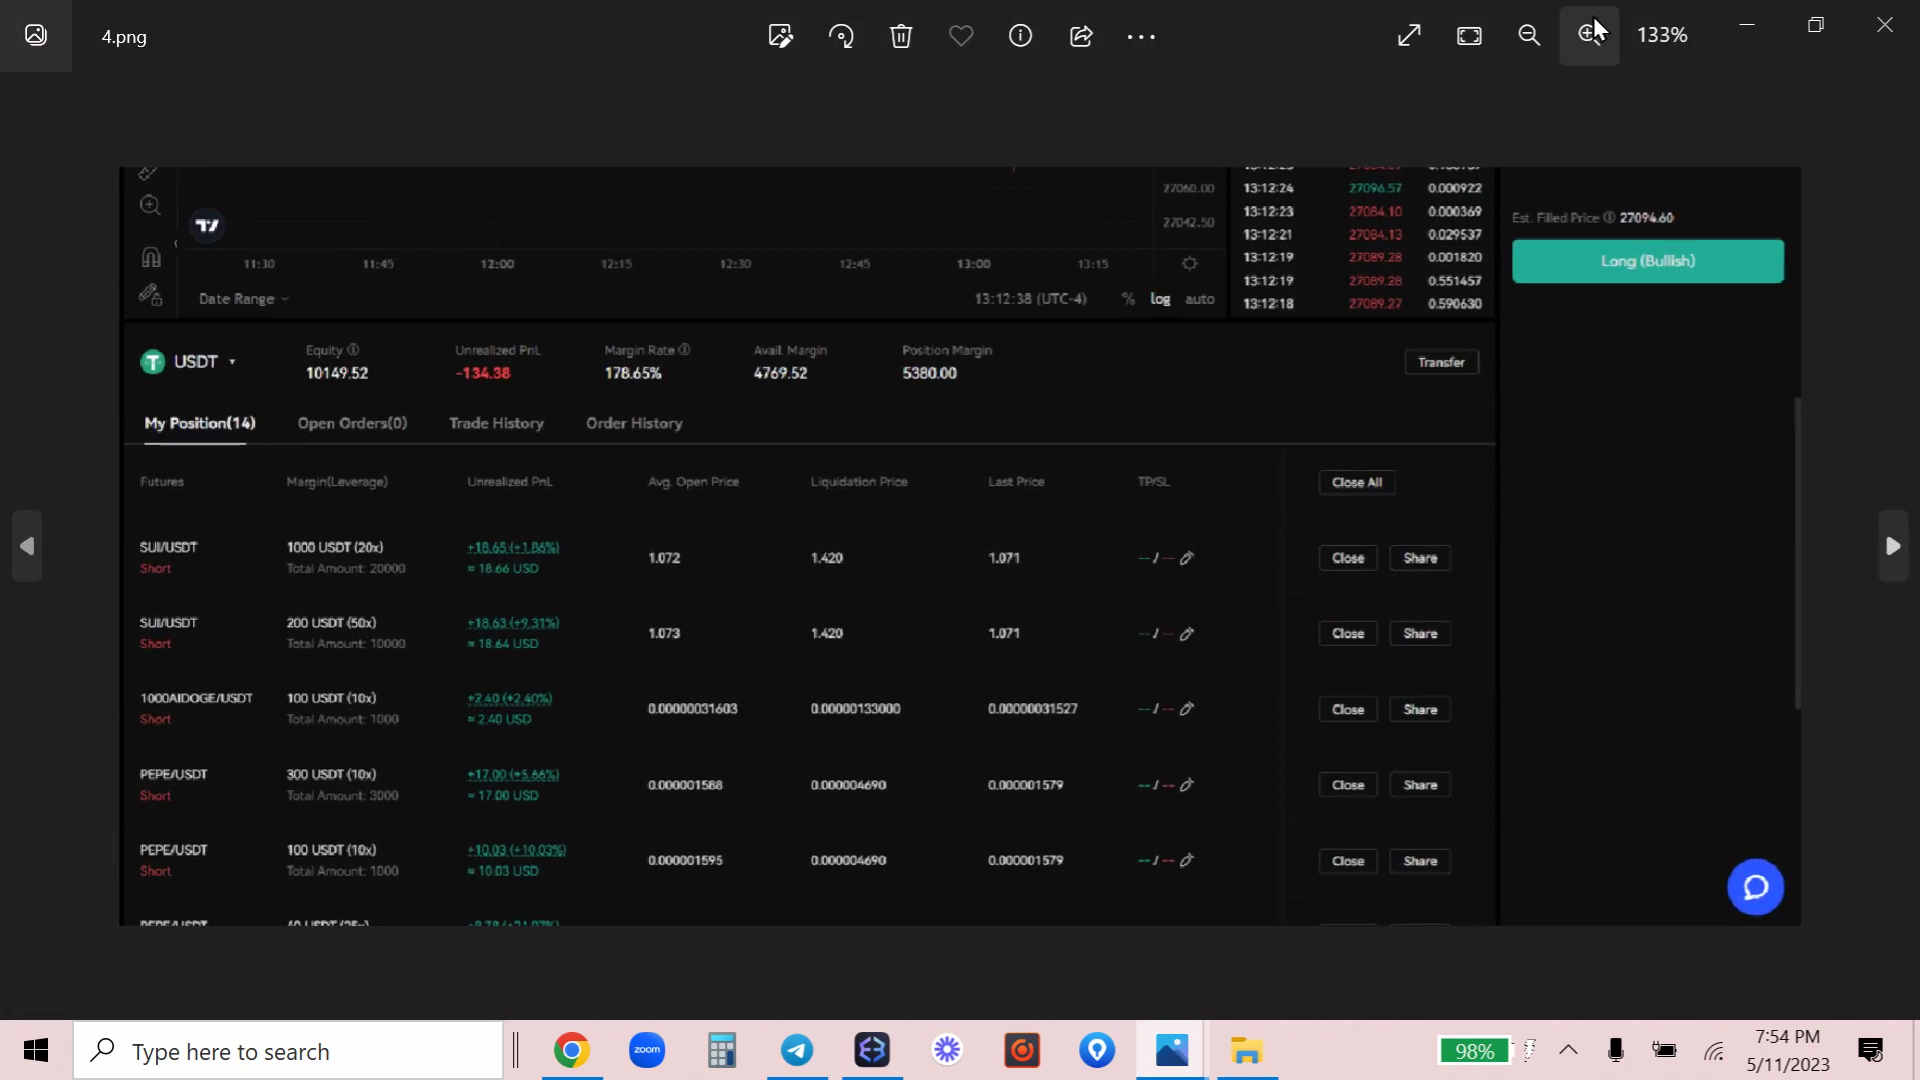 4.png
133%
27060.00
27042.50
13:12:24 27096.57 0.000922
13:12:23 27084.10 0.000369
13:12:21 27084.13 0.029537
13:12:19 27089.28 0.001820
13:12:19 27089.28 0.551457
13:12:18 27089.27 0.590630
Est. Filled Price 27094.60
Long (Bullish)
11:30 11:45 12:00 12:15 12:30 12:45 13:00 13:15
Date Range 13:12:38 (UTC-4) % log auto
USDT
Equity Unrealized PnL Margin Rate Avail. Margin Position Margin
10149.52 -134.38 178.65% 4769.52 5380.00
Transfer
My Position(14) Open Orders(0) Trade History Order History
Futures Margin(Leverage) Unrealized PnL Avg. Open Price Liquidation Price Last Price TP/SL Close All
SUI/USDT 1000 USDT (20x) +18.65 (+1.86%) 1.072 1.420 1.071 -- / -- Close Share
Short Total Amount: 20000 ≈ 18.66 USD
SUI/USDT 200 USDT (50x) +18.63 (+9.31%) 1.073 1.420 1.071 -- / -- Close Share
Short Total Amount: 10000 ≈ 18.64 USD
1000AIDOGE/USDT 100 USDT (10x) +2.40 (+2.40%) 0.00000031603 0.00000133000 0.00000031527 -- / -- Close Share
Short Total Amount: 1000 ≈ 2.40 USD
PEPE/USDT 300 USDT (10x) +17.00 (+5.66%) 0.000001588 0.000004690 0.000001579 -- / -- Close Share
Short Total Amount: 3000 ≈ 17.00 USD
PEPE/USDT 100 USDT (10x) +10.03 (+10.03%) 0.000001595 0.000004690 0.000001579 -- / -- Close Share
Short Total Amount: 1000 ≈ 10.03 USD
PEPE/USDT
Type here to search
zoom
98%
7:54 PM
5/11/2023